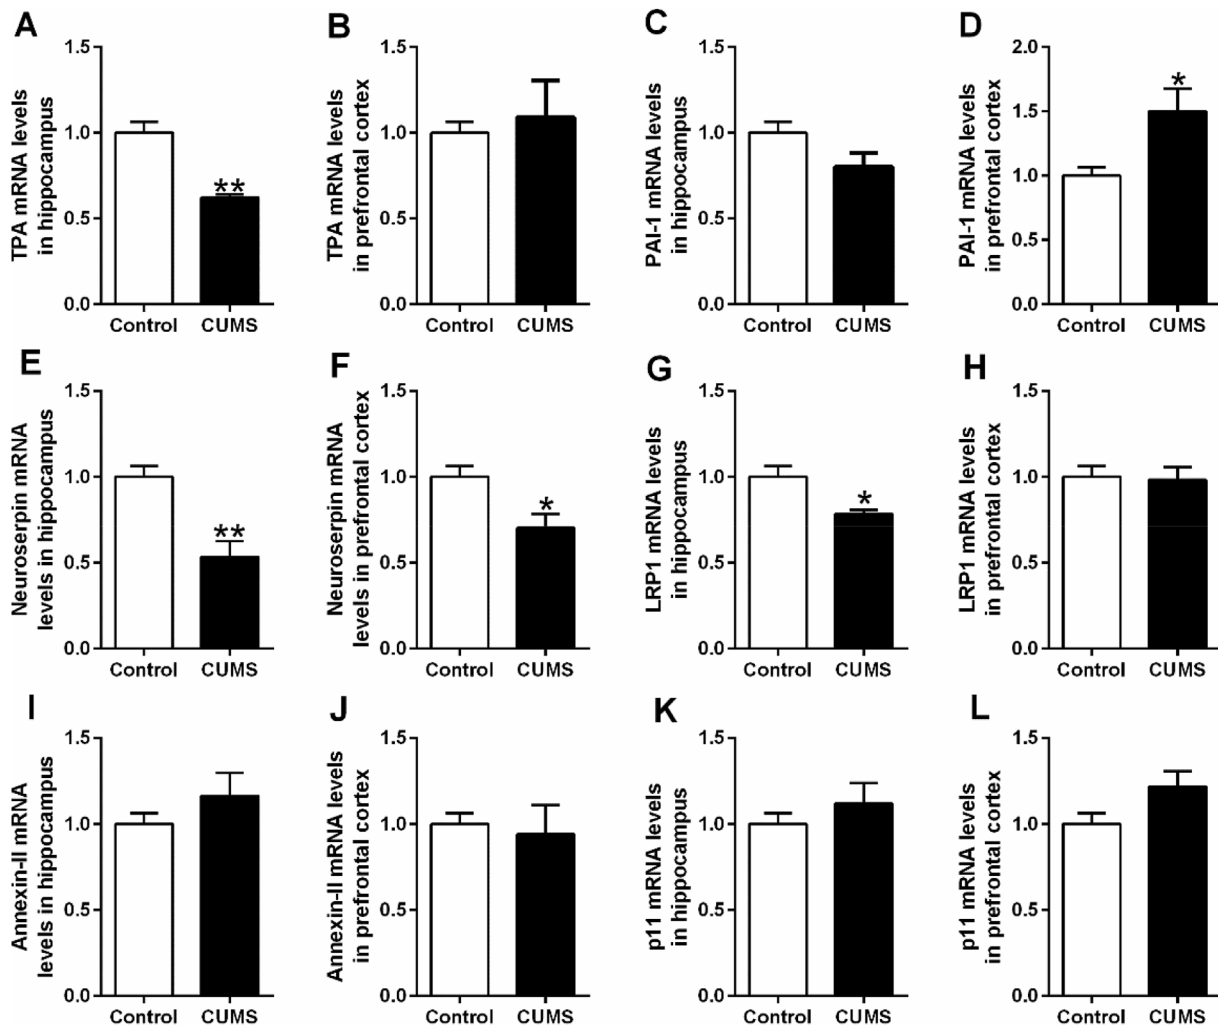 A
TPA mRNA levels
in hippocampus
1.5
1.0
0.5
0.0
**
Control
CUMS
B
TPA mRNA levels
in prefrontal cortex
1.5
1.0
0.5
0.0
Control
CUMS
C
PAI-1 mRNA levels
in hippocampus
1.5
1.0
0.5
0.0
Control
CUMS
D
PAI-1 mRNA levels
in prefrontal cortex
2.0
1.5
1.0
0.5
0.0
*
Control
CUMS
E
Neuroserpin mRNA
levels in hippocampus
1.5
1.0
0.5
0.0
**
Control
CUMS
F
Neuroserpin mRNA
levels in prefrontal cortex
1.5
1.0
0.5
0.0
*
Control
CUMS
G
LRP1 mRNA levels
in hippocampus
1.5
1.0
0.5
0.0
*
Control
CUMS
H
LRP1 mRNA levels
in prefrontal cortex
1.5
1.0
0.5
0.0
Control
CUMS
I
Annexin-II mRNA
levels in hippocampus
1.5
1.0
0.5
0.0
Control
CUMS
J
Annexin-II mRNA levels
in prefrontal cortex
1.5
1.0
0.5
0.0
Control
CUMS
K
p11 mRNA levels
in hippocampus
1.5
1.0
0.5
0.0
Control
CUMS
L
p11 mRNA levels
in prefrontal cortex
1.5
1.0
0.5
0.0
Control
CUMS